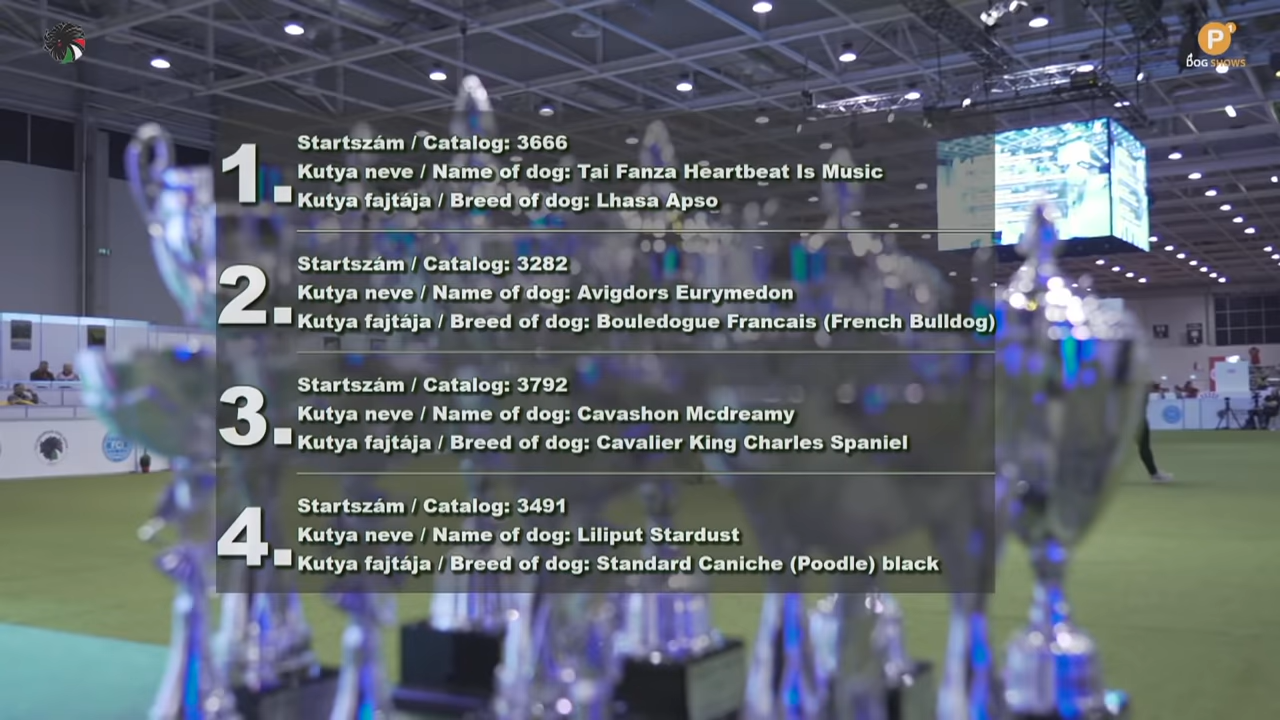 P1
DOG SHOWS
1.
Startszám / Catalog: 3666
Kutya neve / Name of dog: Tai Fanza Heartbeat Is Music
Kutya fajtája / Breed of dog: Lhasa Apso
2.
Startszám / Catalog: 3282
Kutya neve / Name of dog: Avigdors Eurymedon
Kutya fajtája / Breed of dog: Bouledogue Francais (French Bulldog)
3.
Startszám / Catalog: 3792
Kutya neve / Name of dog: Cavashon Mcdreamy
Kutya fajtája / Breed of dog: Cavalier King Charles Spaniel
4.
Startszám / Catalog: 3491
Kutya neve / Name of dog: Liliput Stardust
Kutya fajtája / Breed of dog: Standard Caniche (Poodle) black